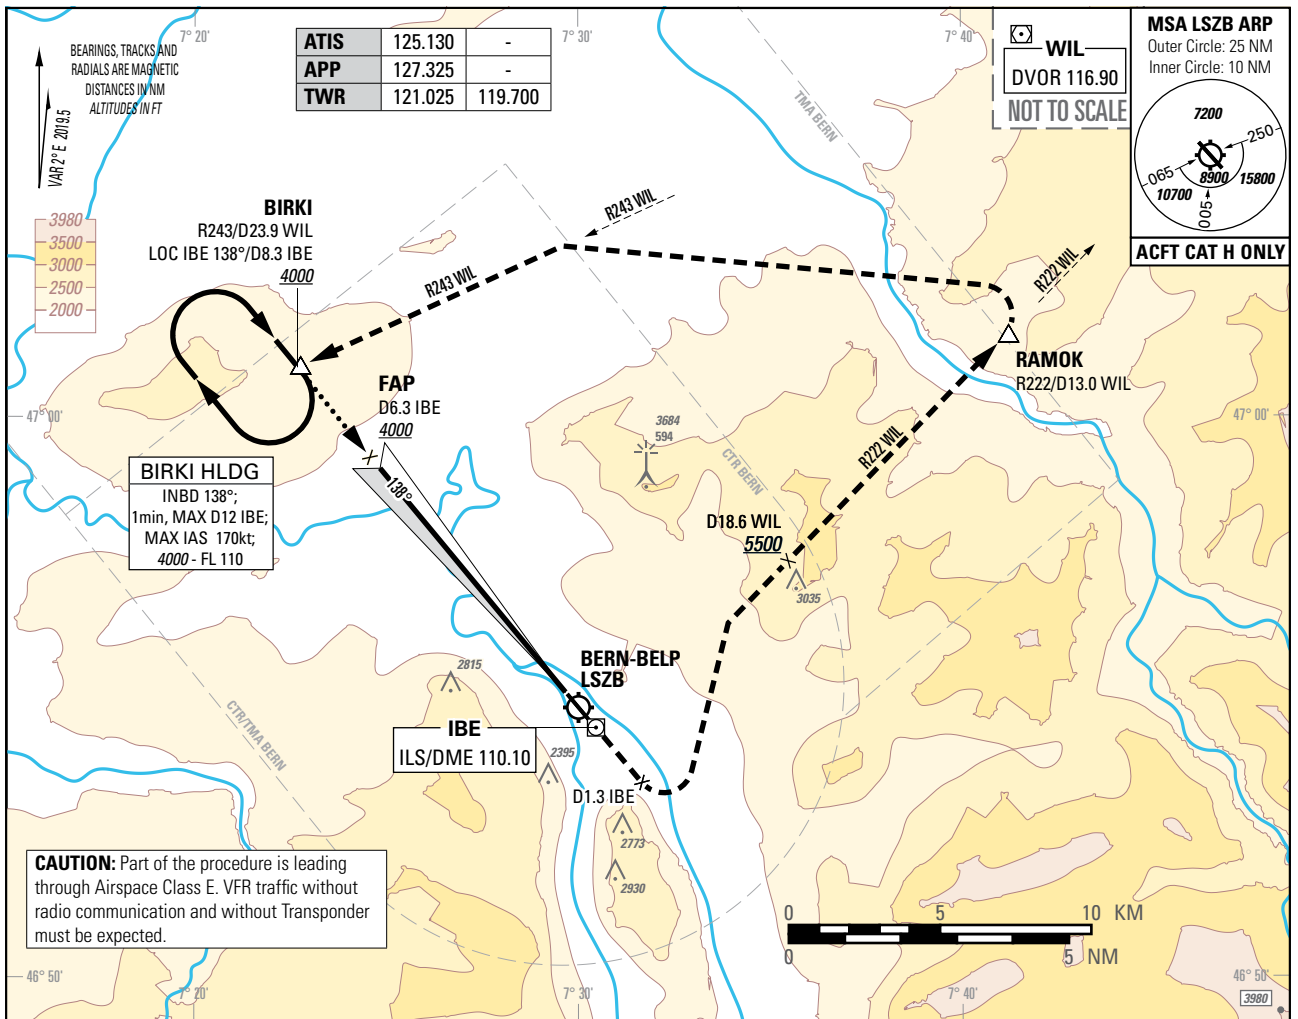 7° 20'
7° 30'
7° 40'
BEARINGS, TRACKS AND
RADIALS ARE MAGNETIC
DISTANCES IN NM
ALTITUDES IN FT
VAR 2° E 2019.5
ATIS 125.130 -
APP 127.325 -
TWR 121.025 119.700
WIL
DVOR 116.90
NOT TO SCALE
MSA LSZB ARP
Outer Circle: 25 NM
Inner Circle: 10 NM
7200
250
065
8900
15800
10700
005
ACFT CAT H ONLY
TMA BERN
3980
3500
3000
2500
2000
BIRKI
R243/D23.9 WIL
LOC IBE 138°/D8.3 IBE
4000
R243 WIL
R243 WIL
R222 WIL
RAMOK
R222/D13.0 WIL
FAP
D6.3 IBE
4000
47° 00'
47° 00'
3684
594
CTR BERN
R222 WIL
BIRKI HLDG
INBD 138°;
1min, MAX D12 IBE;
MAX IAS 170kt;
4000 - FL 110
138°
D18.6 WIL
5500
3035
BERN-BELP
LSZB
2815
CTR/TMA BERN
IBE
ILS/DME 110.10
2395
D1.3 IBE
2773
2930
CAUTION: Part of the procedure is leading
through Airspace Class E. VFR traffic without
radio communication and without Transponder
must be expected.
0 5 10 KM
0 5 NM
46° 50'
46° 50'
7° 20'
7° 30'
7° 40'
3980